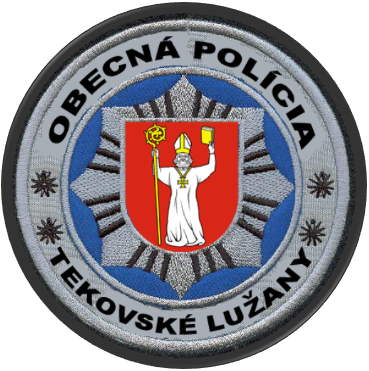 OBECNÁ POLÍCIA
TEKOVSKÉ LUŽANY